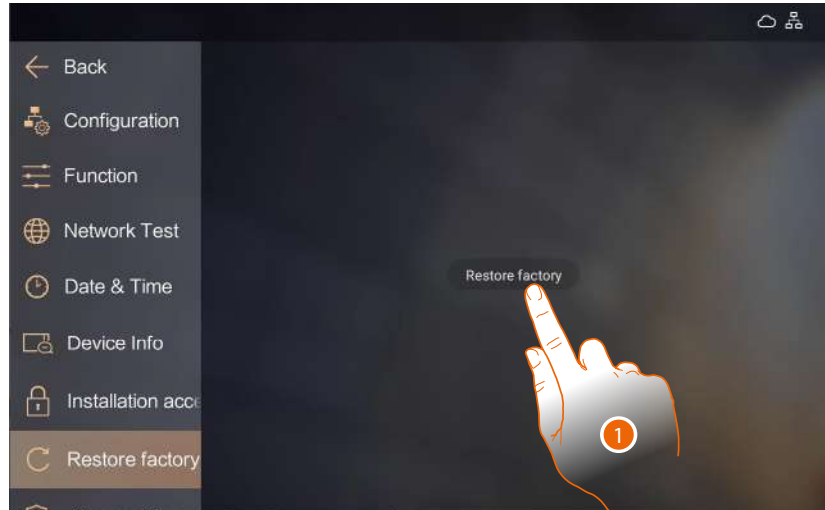 Back
Configuration
Function
Network Test
Date & Time
Device Info
Installation acce
Restore factory
Restore factory
1